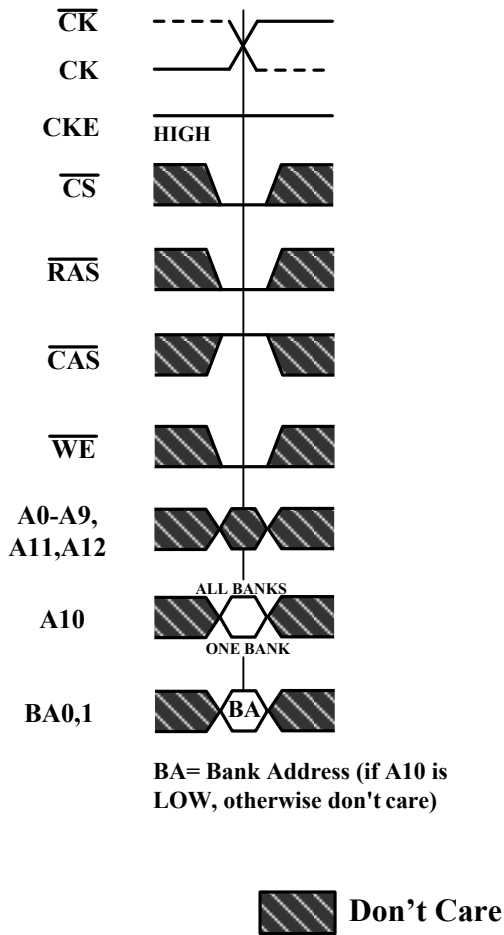 CK
CK
CKE
HIGH
CS
RAS
CAS
WE
A0-A9,
A11,A12
ALL BANKS
A10
ONE BANK
BA0,1
BA
BA= Bank Address (if A10 is
LOW, otherwise don't care)
Don’t Care